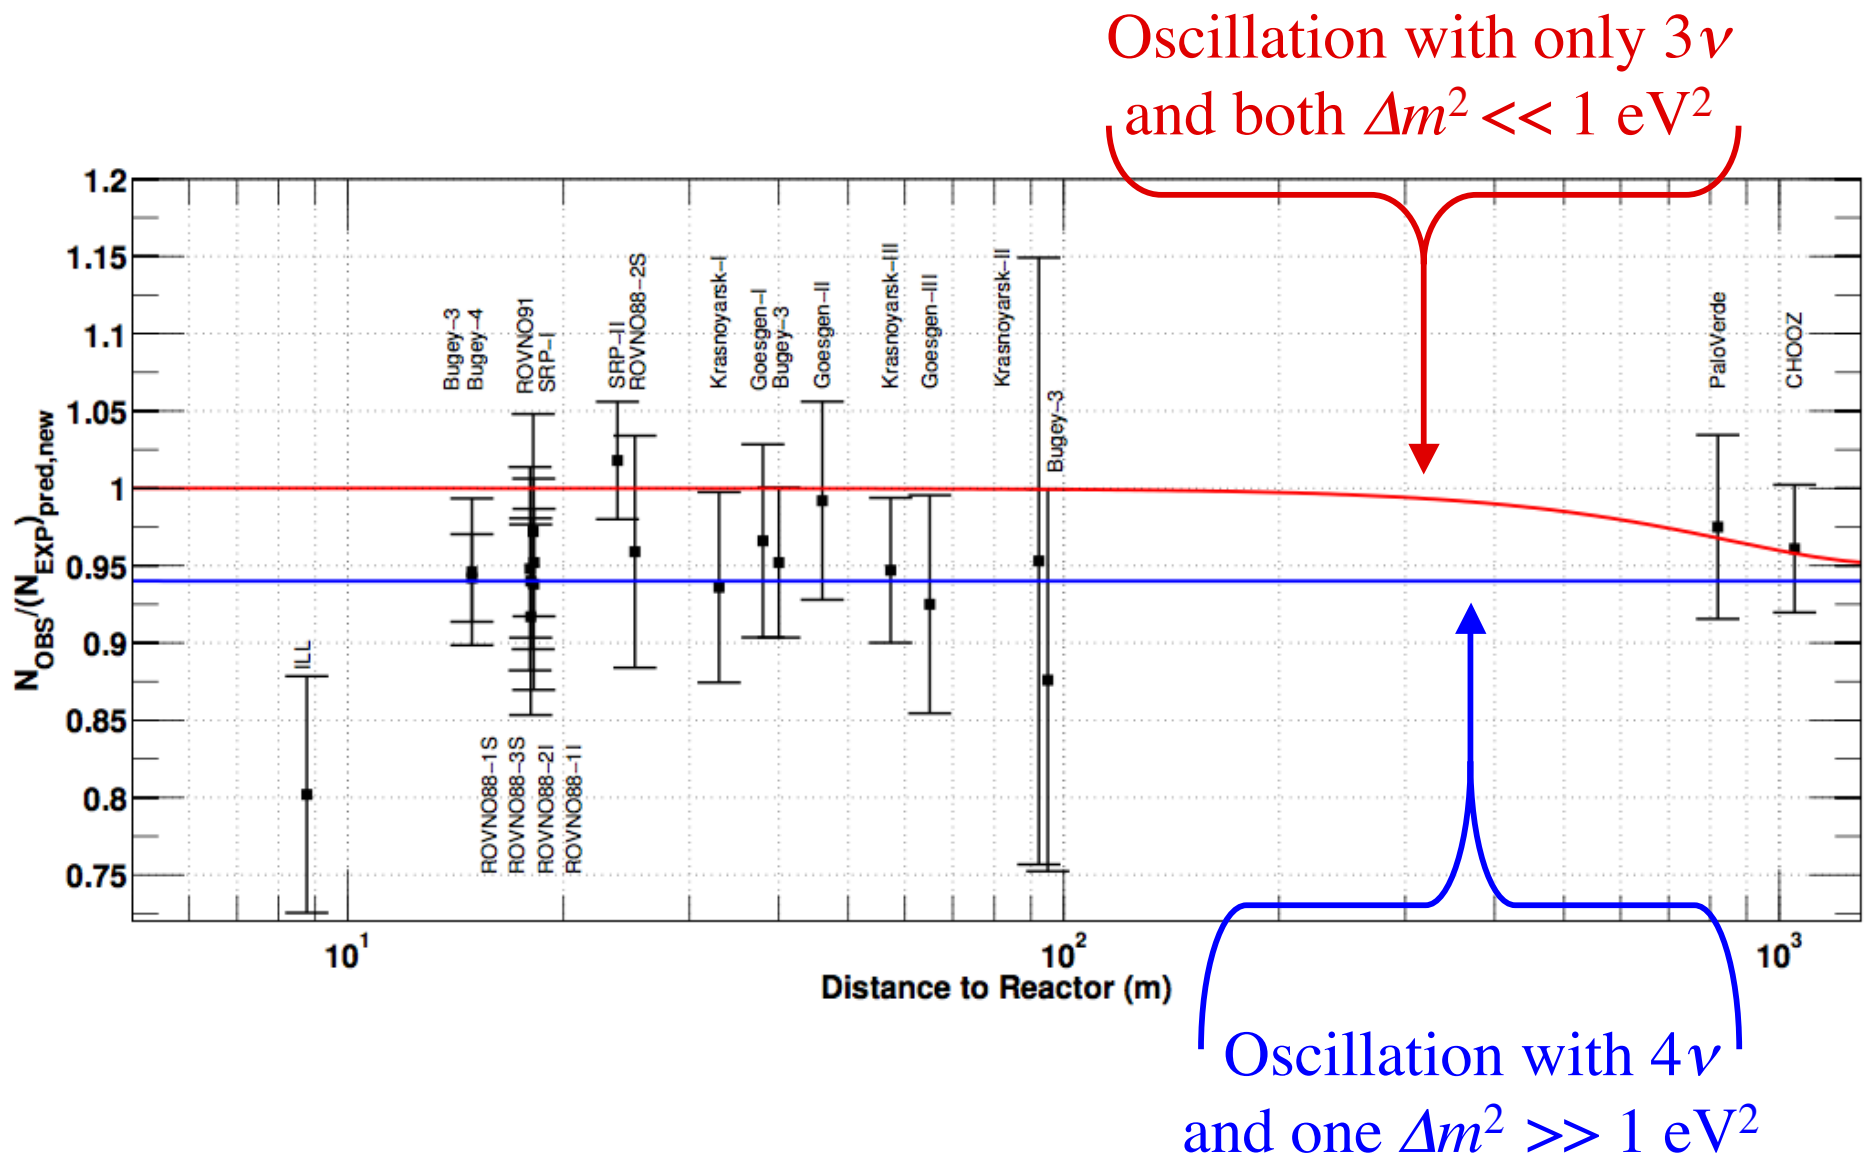 Oscillation with only 3ν
and both Δm² << 1 eV²
1.2
1.15
1.1
1.05
1
0.95
0.9
0.85
0.8
0.75
N_OBS/(N_EXP)_pred,new
ILL
Bugey−3
Bugey−4
ROVNO91
SRP−I
SRP−II
ROVNO88−2S
Krasnoyarsk−I
Goesgen−I
Bugey−3
Goesgen−II
Krasnoyarsk−III
Goesgen−III
Krasnoyarsk−II
Bugey−3
PaloVerde
CHOOZ
ROVNO88−1S
ROVNO88−3S
ROVNO88−2I
ROVNO88−1I
10¹
10²
10³
Distance to Reactor (m)
Oscillation with 4ν
and one Δm² >> 1 eV²